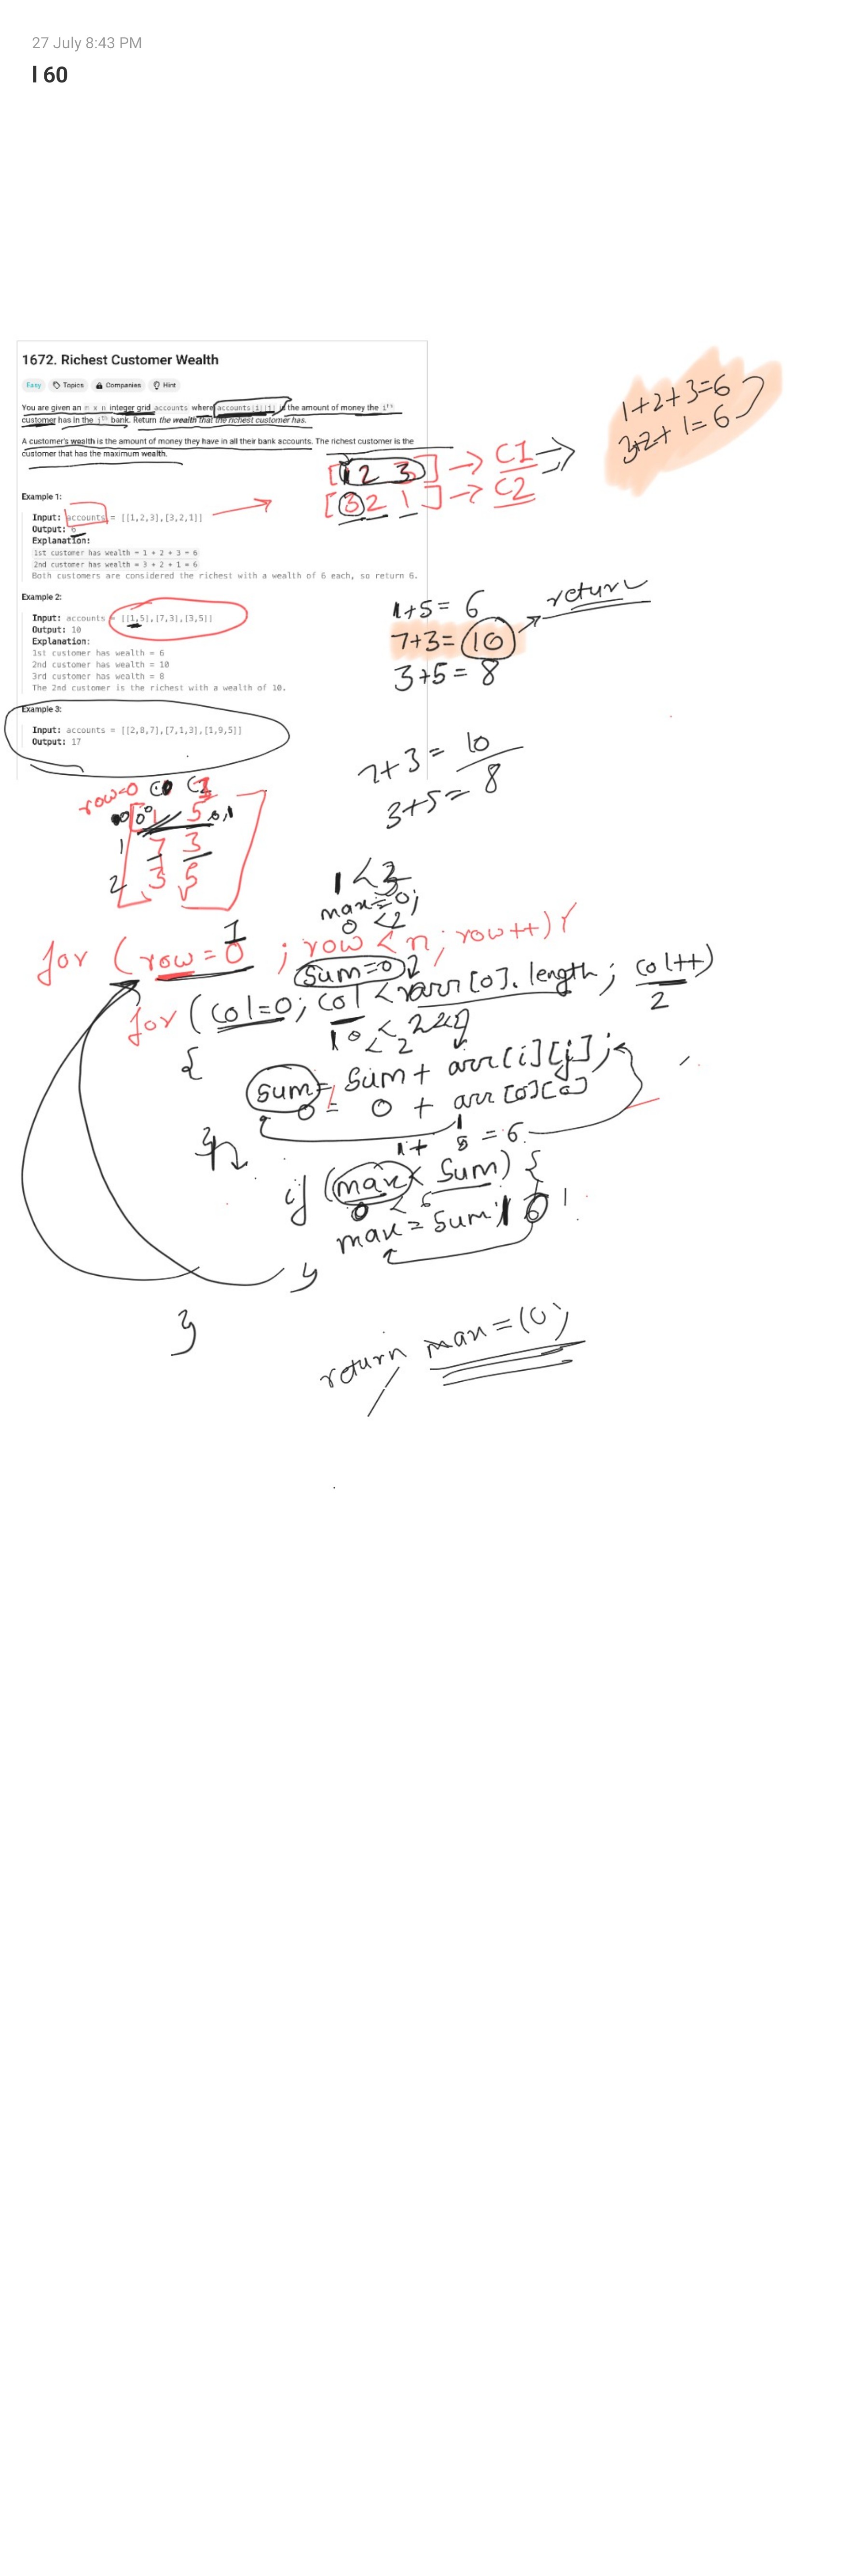 27 July 8:43 PM
l 60
1672. Richest Customer Wealth
Easy Topics Companies Hint
You are given an m x n integer grid accounts where accounts[i][j] is the amount of money the iᵗʰ
customer has in the jᵗʰ bank. Return the wealth that the richest customer has.
A customer's wealth is the amount of money they have in all their bank accounts. The richest customer is the
customer that has the maximum wealth.
1+2+3=6
3+2+1=6
[1 2 3] → C1 →
[3 2 1] → C2
Example 1:
Input: accounts = [[1,2,3],[3,2,1]]
Output: 6
Explanation:
1st customer has wealth = 1 + 2 + 3 = 6
2nd customer has wealth = 3 + 2 + 1 = 6
Both customers are considered the richest with a wealth of 6 each, so return 6.
Example 2:
Input: accounts = [[1,5],[7,3],[3,5]]
Output: 10
Explanation:
1st customer has wealth = 6
2nd customer has wealth = 10
3rd customer has wealth = 8
The 2nd customer is the richest with a wealth of 10.
1+5= 6
7+3= 10 → return
3+5= 8
Example 3:
Input: accounts = [[2,8,7],[7,1,3],[1,9,5]]
Output: 17
7+3= 10
3+5= 8
row=0 C0 C1
5 0,1
1 7 3
2 3 5
1<3
max=0;
0<2
for (row=0 ; row<n; row++){
1
sum=0;
for (col=0; col<arr[0].length; col++)
2
1 0 < 2
{
sum = sum + arr[i][j];
0 = 0 + arr[0][0]
1+ 5 = 6
}
if (max < sum) {
0 < 6
max = sum; 6
}
}
return max=10;